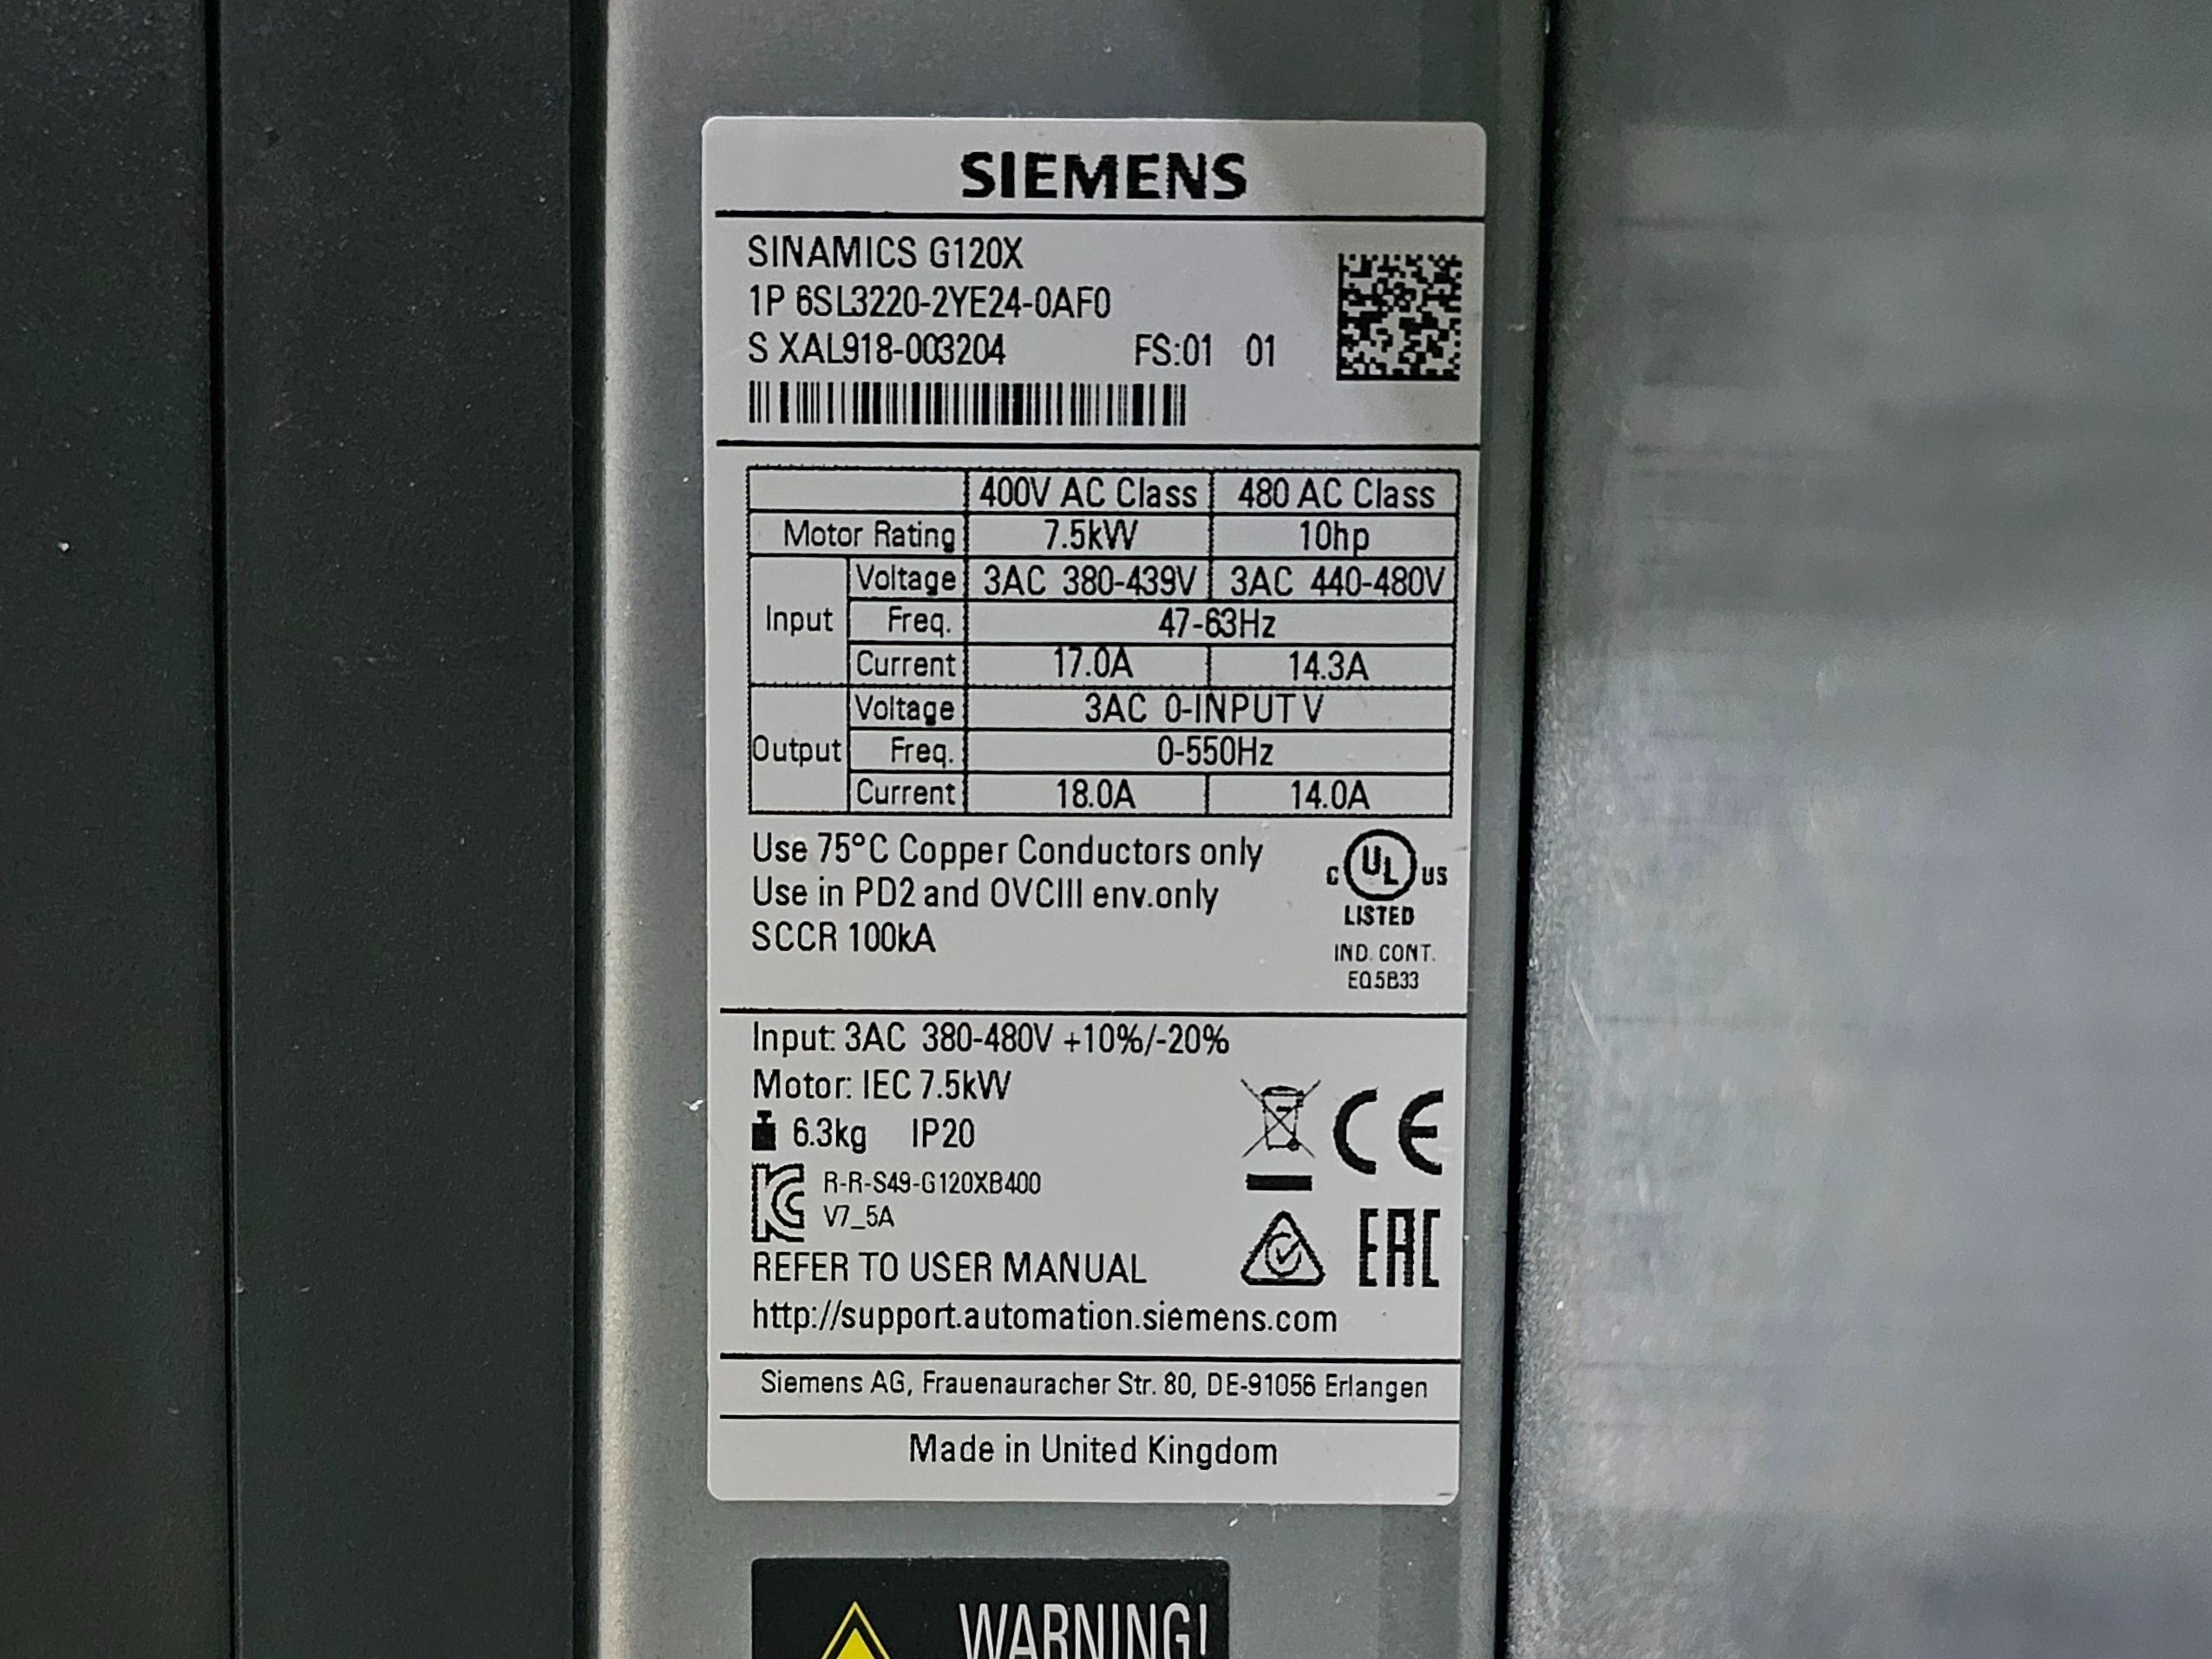 SIEMENS
SINAMICS G120X
1P 6SL3220-2YE24-0AF0
S XAL918-003204 FS:01 01
400V AC Class 480 AC Class
Motor Rating 7.5kW 10hp
Input Voltage 3AC 380-439V 3AC 440-480V
Freq. 47-63Hz
Current 17.0A 14.3A
Output Voltage 3AC 0-INPUT V
Freq. 0-550Hz
Current 18.0A 14.0A
Use 75°C Copper Conductors only
Use in PD2 and OVCIII env.only
SCCR 100kA
C UL US
LISTED
IND. CONT.
EQ5B33
Input: 3AC 380-480V +10%/-20%
Motor: IEC 7.5kW
6.3kg IP20
CE
KC R-R-S49-G120XB400
V7_5A
EAC
REFER TO USER MANUAL
http://support.automation.siemens.com
Siemens AG, Frauenauracher Str. 80, DE-91056 Erlangen
Made in United Kingdom
WARNING!